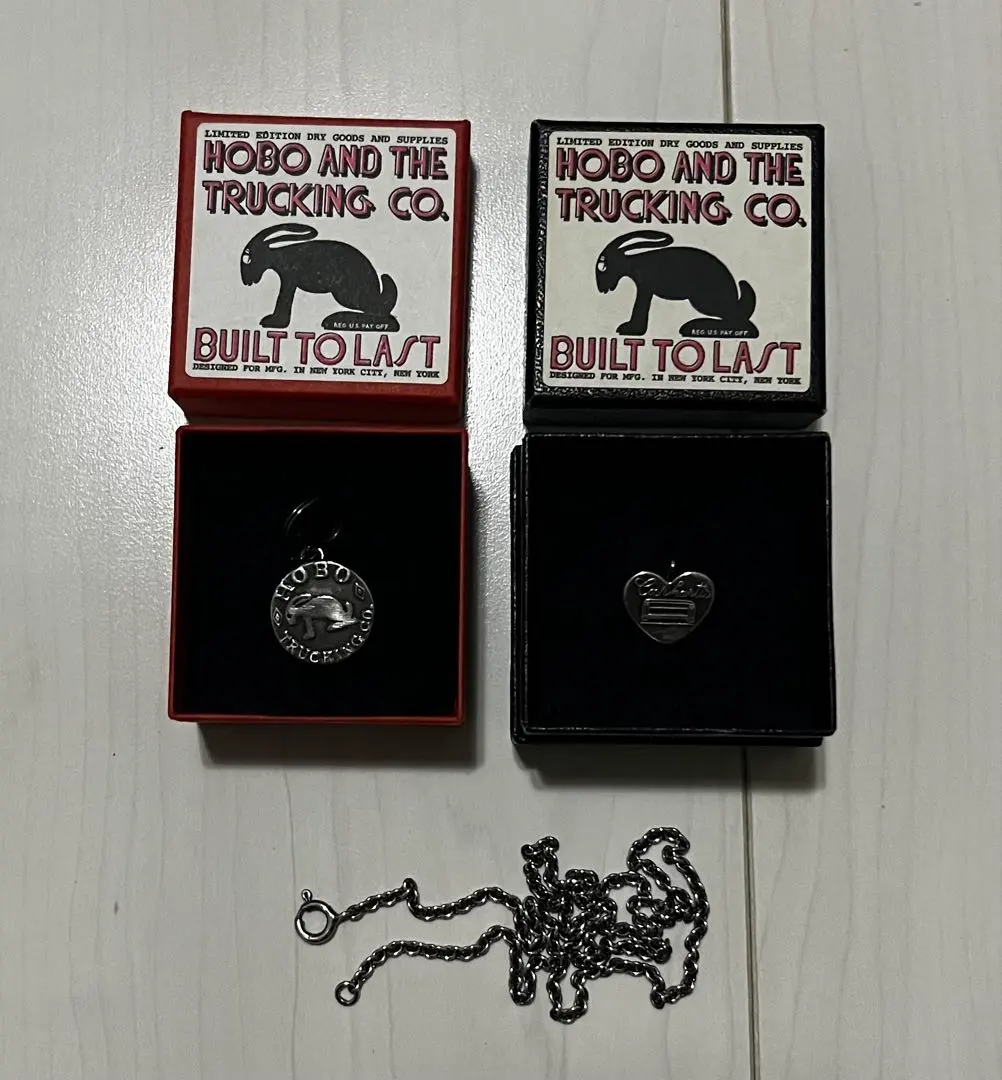 LIMITED EDITION DRY GOODS AND SUPPLIES
HOBO AND THE
TRUCKING CO.
REG U.S. PAT OFF
BUILT TO LAST
DESIGNED FOR MFG. IN NEW YORK CITY, NEW YORK
LIMITED EDITION DRY GOODS AND SUPPLIES
HOBO AND THE
TRUCKING CO.
REG U.S. PAT OFF
BUILT TO LAST
DESIGNED FOR MFG. IN NEW YORK CITY, NEW YORK
HOBO
TRUCKING CO.